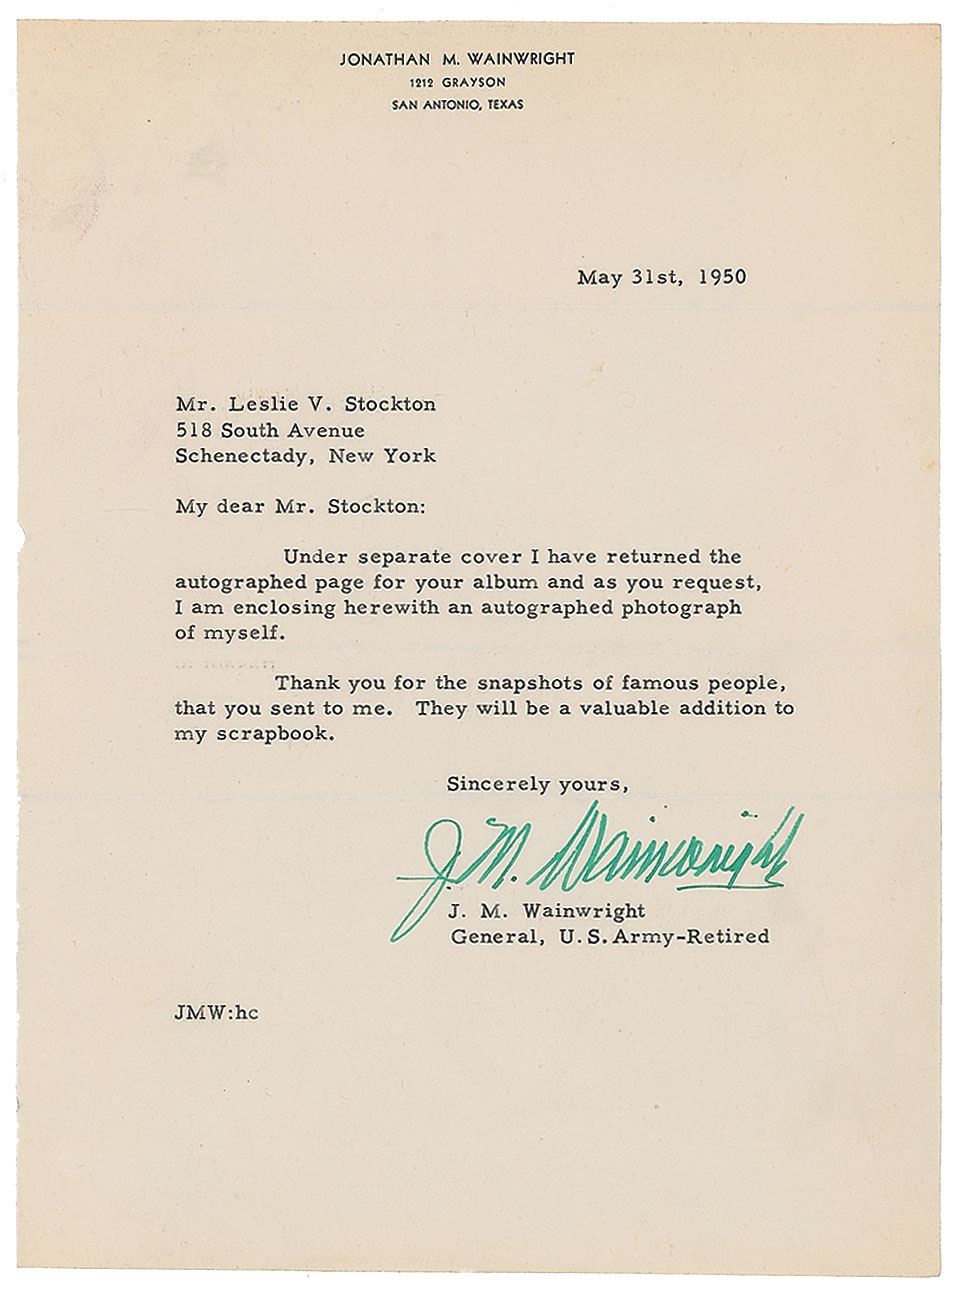 JONATHAN M. WAINWRIGHT
1212 GRAYSON
SAN ANTONIO, TEXAS
May 31st, 1950
Mr. Leslie V. Stockton
518 South Avenue
Schenectady, New York
My dear Mr. Stockton:
Under separate cover I have returned the
autographed page for your album and as you request,
I am enclosing herewith an autographed photograph
of myself.
Thank you for the snapshots of famous people,
that you sent to me. They will be a valuable addition to
my scrapbook.
Sincerely yours,
J. M. Wainwright
J. M. Wainwright
General, U.S. Army-Retired
JMW:hc